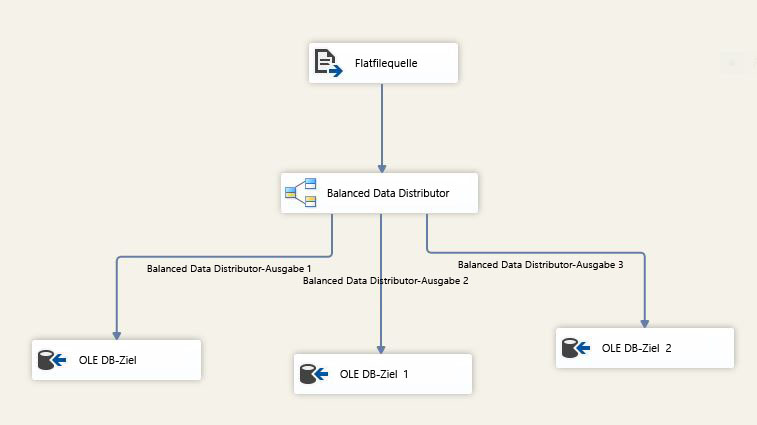 Flatfilequelle
Balanced Data Distributor
Balanced Data Distributor-Ausgabe 1
Balanced Data Distributor-Ausgabe 2
Balanced Data Distributor-Ausgabe 3
OLE DB-Ziel
OLE DB-Ziel 1
OLE DB-Ziel 2